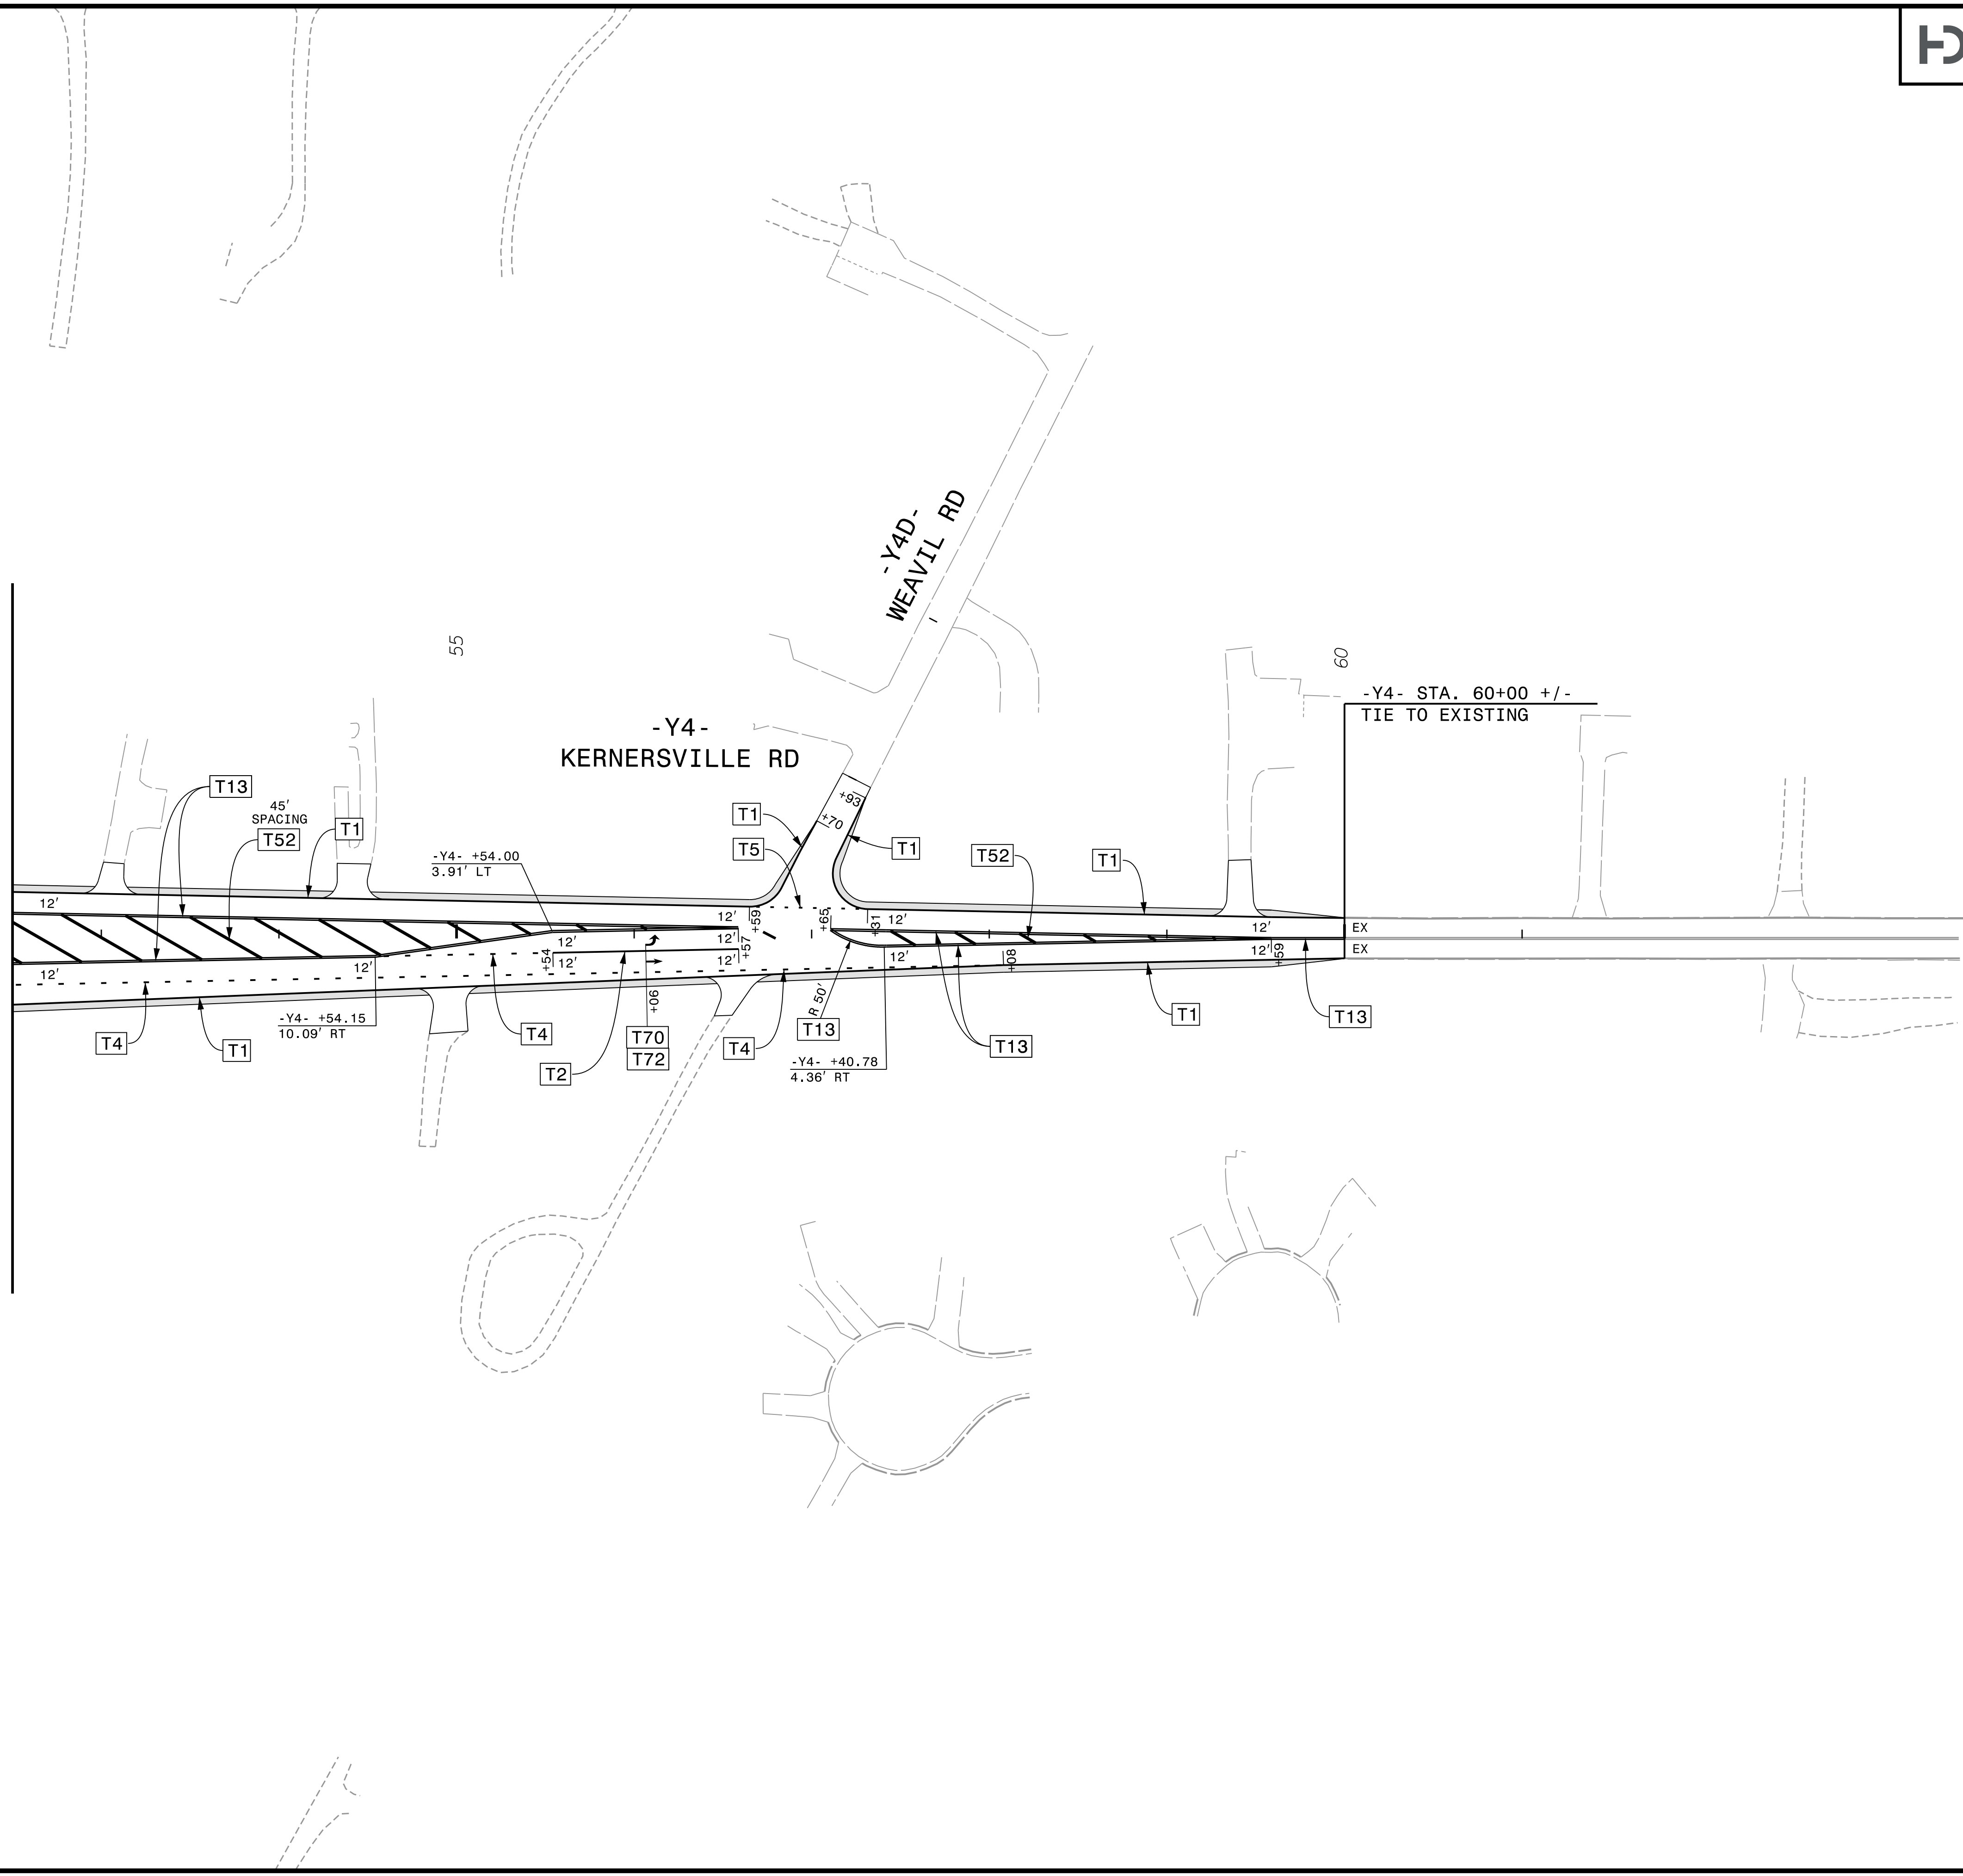 -Y4D-
WEAVIL RD
55
60
-Y4- STA. 60+00 +/-
TIE TO EXISTING
-Y4-
KERNERSVILLE RD
T13
45'
SPACING
T52
T1
T1
T5
+93
+70
T1
T52
T1
-Y4- +54.00
3.91' LT
12'
12'
+59
+65
+31
12'
12'
EX
12'
12'
+57
12'
12'
+54
12'
12'
12'
12'
+08
12'
+59
EX
+06
-Y4- +54.15
10.09' RT
T4
T1
T4
T2
T70
T72
T4
R 50'
T13
-Y4- +40.78
4.36' RT
T13
T1
T13